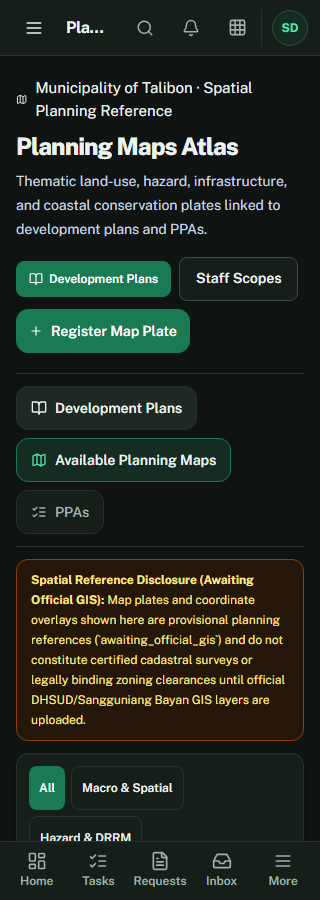 Pla...
SD
Municipality of Talibon · Spatial
Planning Reference
Planning Maps Atlas
Thematic land-use, hazard, infrastructure,
and coastal conservation plates linked to
development plans and PPAs.
Development Plans
Staff Scopes
+ Register Map Plate
Development Plans
Available Planning Maps
PPAs
Spatial Reference Disclosure (Awaiting
Official GIS): Map plates and coordinate
overlays shown here are provisional planning
references (`awaiting_official_gis`) and do not
constitute certified cadastral surveys or
legally binding zoning clearances until official
DHSUD/Sangguniang Bayan GIS layers are
uploaded.
All
Macro & Spatial
Hazard & DRRM
Home
Tasks
Requests
Inbox
More